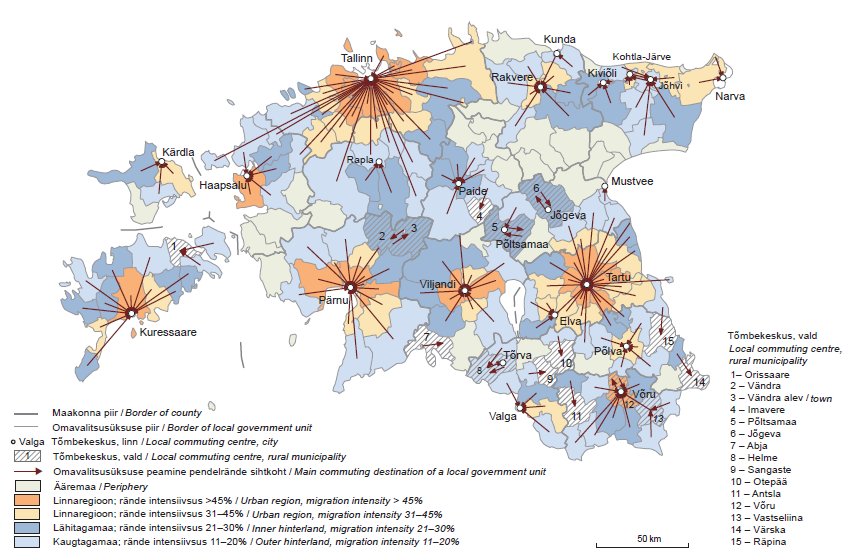 Kunda
Tallinn
Kohtla-Järve
Rakvere
Kiviõli
Jõhvi
Narva
Kärdla
Rapla
Haapsalu
Paide
Mustvee
6
4
Jõgeva
1
2
3
5
Põltsamaa
Pärnu
Viljandi
Tartu
Kuressaare
Elva
7
Tõrva
Põlva
15
8
9
10
14
Võru
12
Valga
11
13
Tõmbekeskus, vald
Local commuting centre,
rural municipality
1– Orissaare
2 – Vändra
3 – Vändra alev / town
4 – Imavere
5 – Põltsamaa
6 – Jõgeva
7 – Abja
8 – Helme
9 – Sangaste
10 – Otepää
11 – Antsla
12 – Võru
13 – Vastseliina
14 – Värska
15 – Räpina
Maakonna piir / Border of county
Omavalitsusüksuse piir / Border of local government unit
Valga Tõmbekeskus, linn / Local commuting centre, city
1 Tõmbekeskus, vald / Local commuting centre, rural municipality
Omavalitsusüksuse peamine pendelrände sihtkoht / Main commuting destination of a local government unit
Ääremaa / Periphery
Linnaregioon; rände intensiivsus >45% / Urban region, migration intensity > 45%
Linnaregioon; rände intensiivsus 31–45% / Urban region, migration intensity 31–45%
Lähitagamaa; rände intensiivsus 21–30% / Inner hinterland, migration intensity 21–30%
Kaugtagamaa; rände intensiivsus 11–20% / Outer hinterland, migration intensity 11–20%
50 km